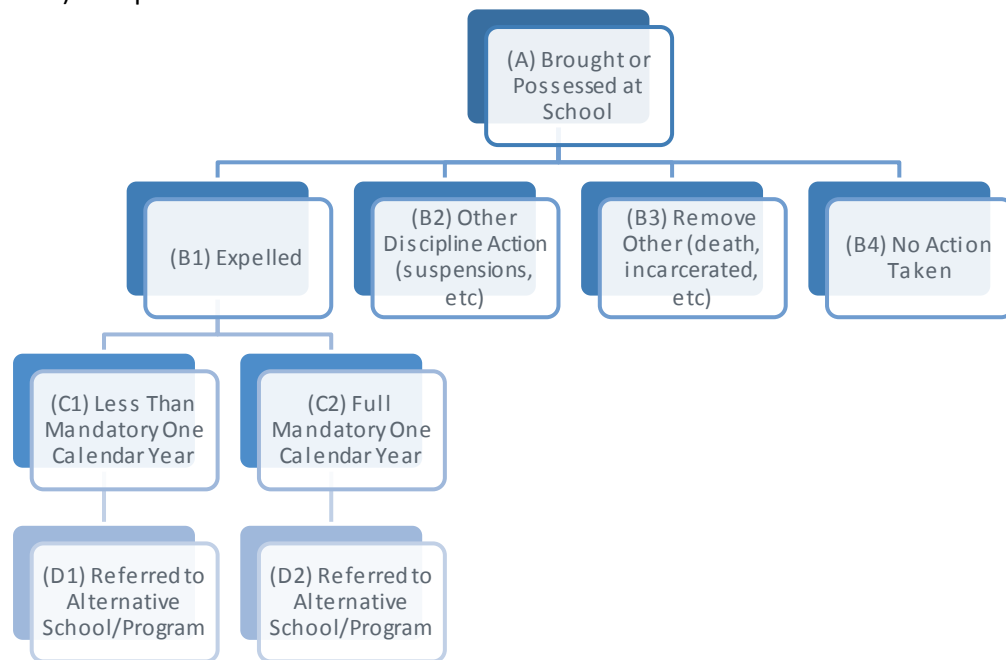 (A) Brought or
Possessed at
School
(B1) Expelled
(B2) Other
Discipline Action
(suspensions,
etc)
(B3) Remove
Other (death,
incarcerated,
etc)
(B4) No Action
Taken
(C1) Less Than
Mandatory One
Calendar Year
(C2) Full
Mandatory One
Calendar Year
(D1) Referred to
Alternative
School/Program
(D2) Referred to
Alternative
School/Program